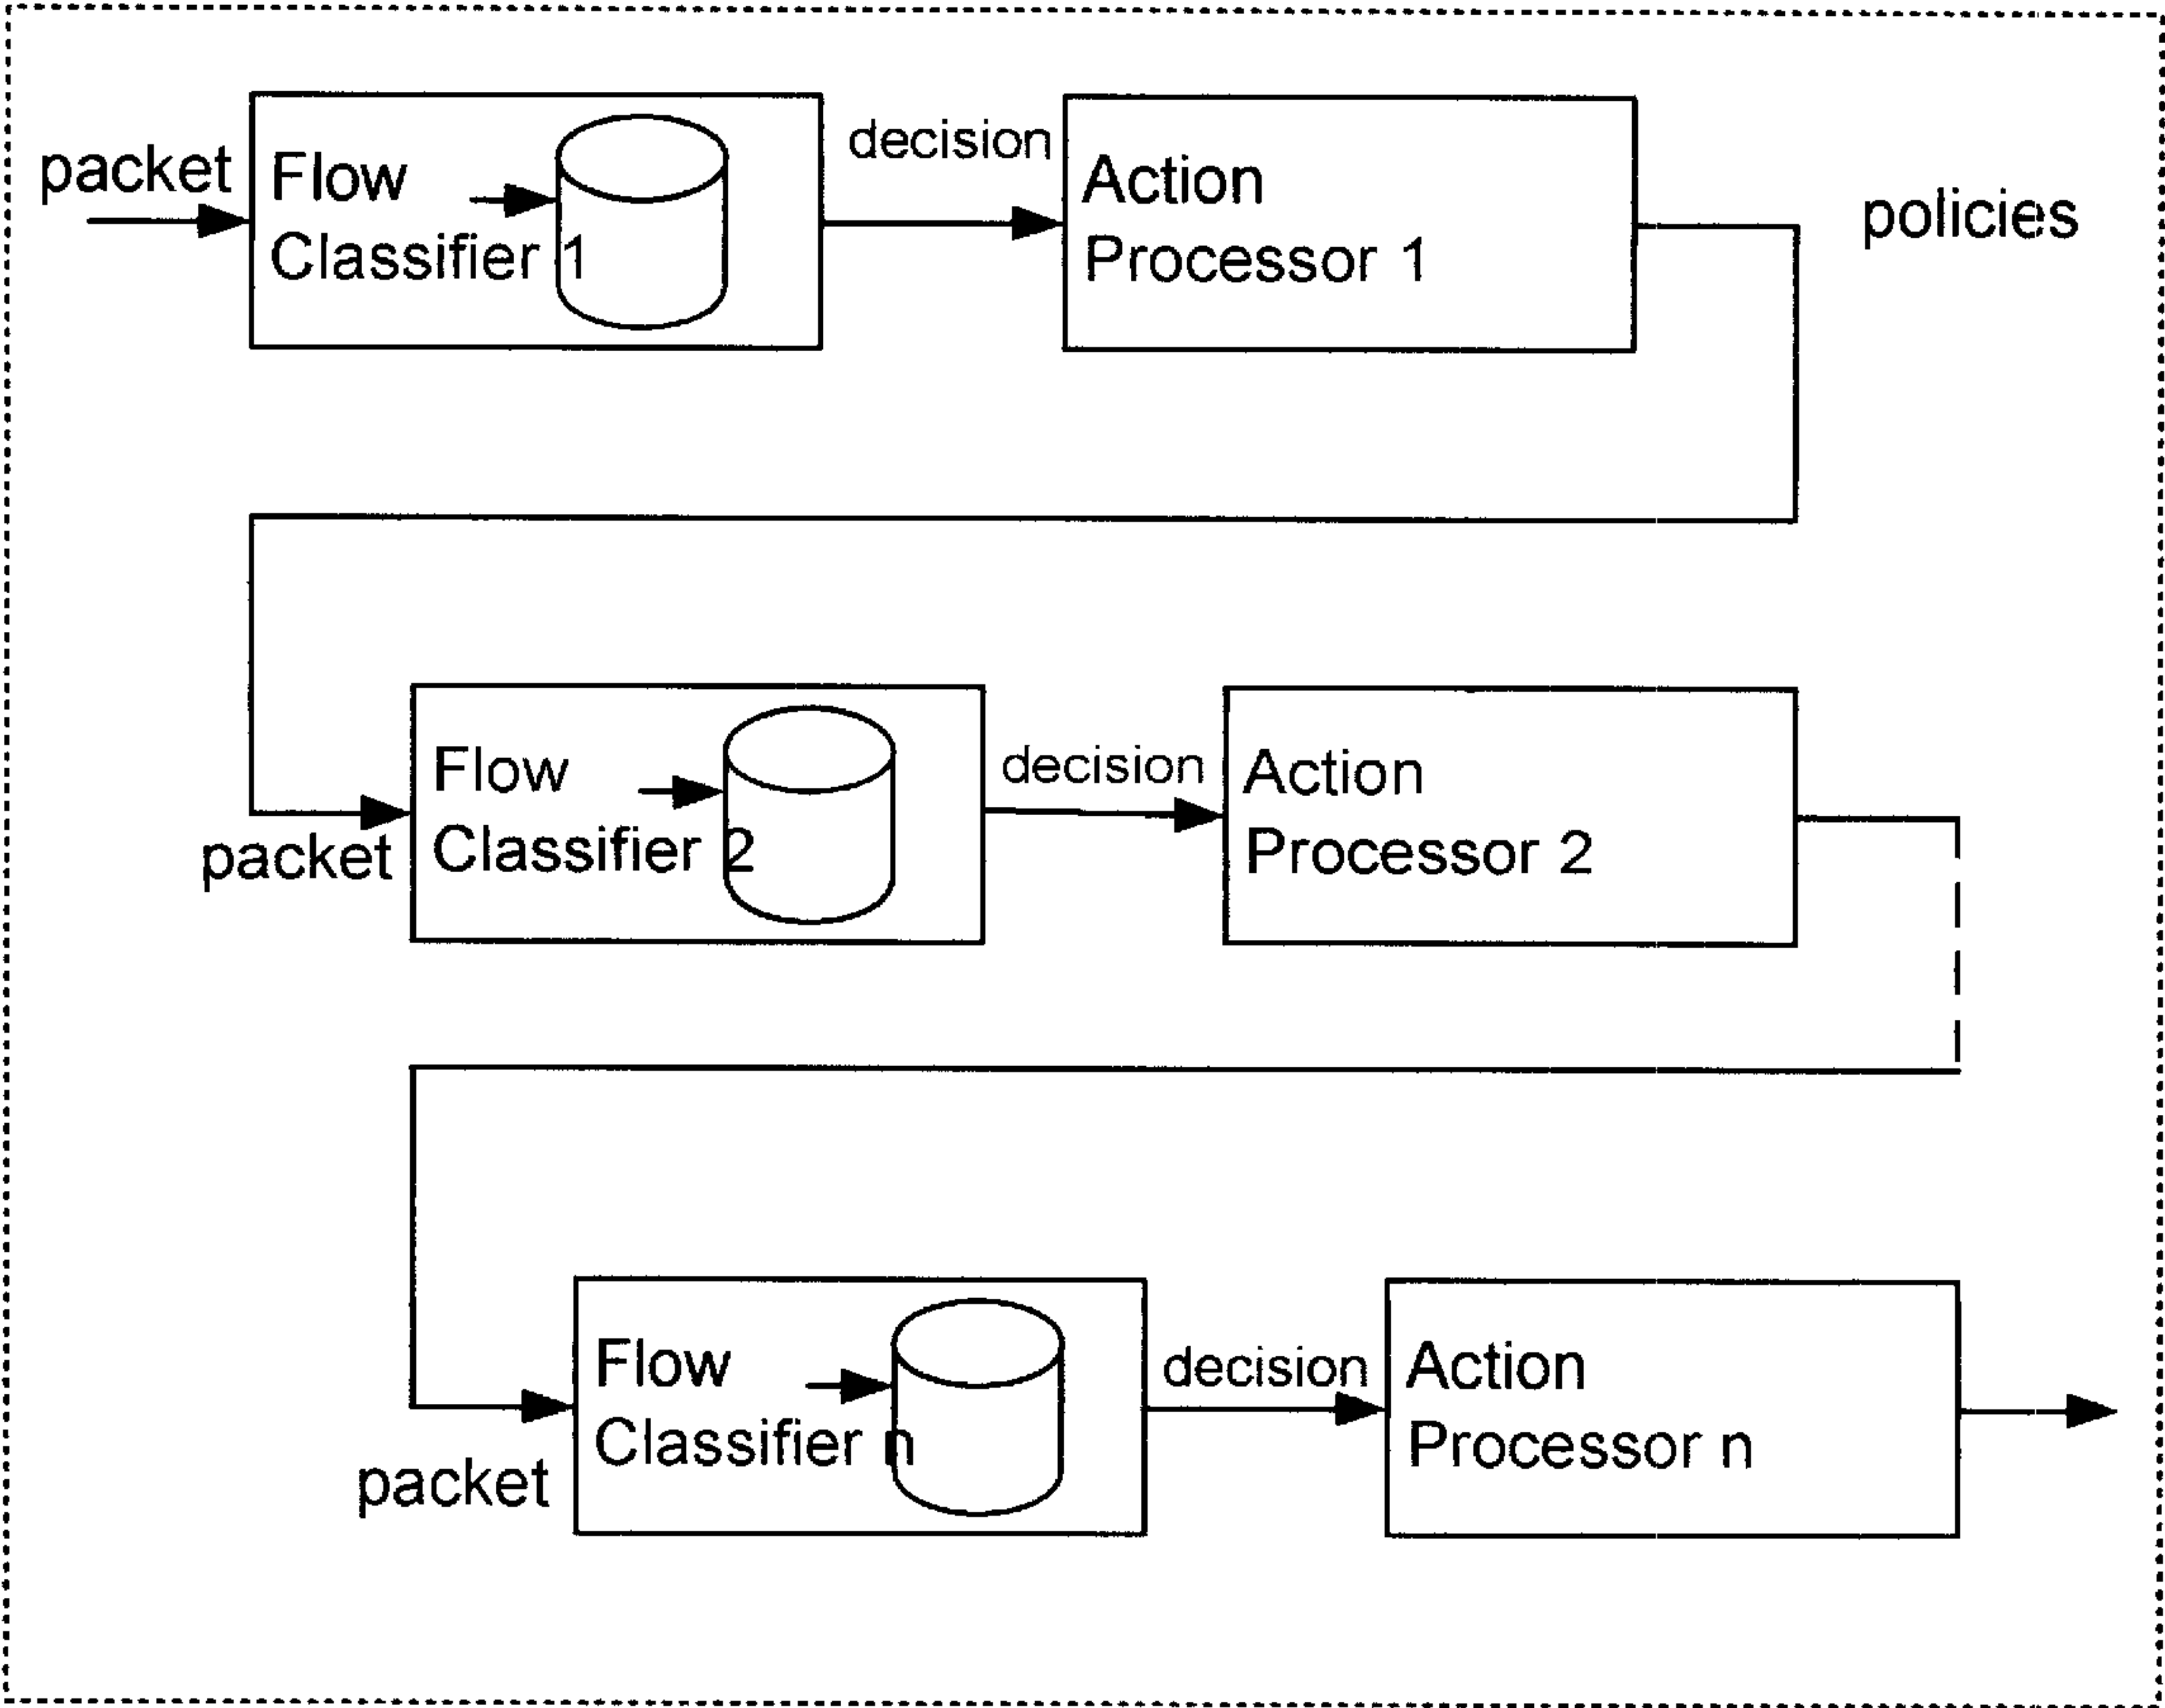 packet
Flow
Classifier 1
decision
Action
Processor 1
policies
packet
Flow
Classifier 2
decision
Action
Processor 2
packet
Flow
Classifier n
decision
Action
Processor n